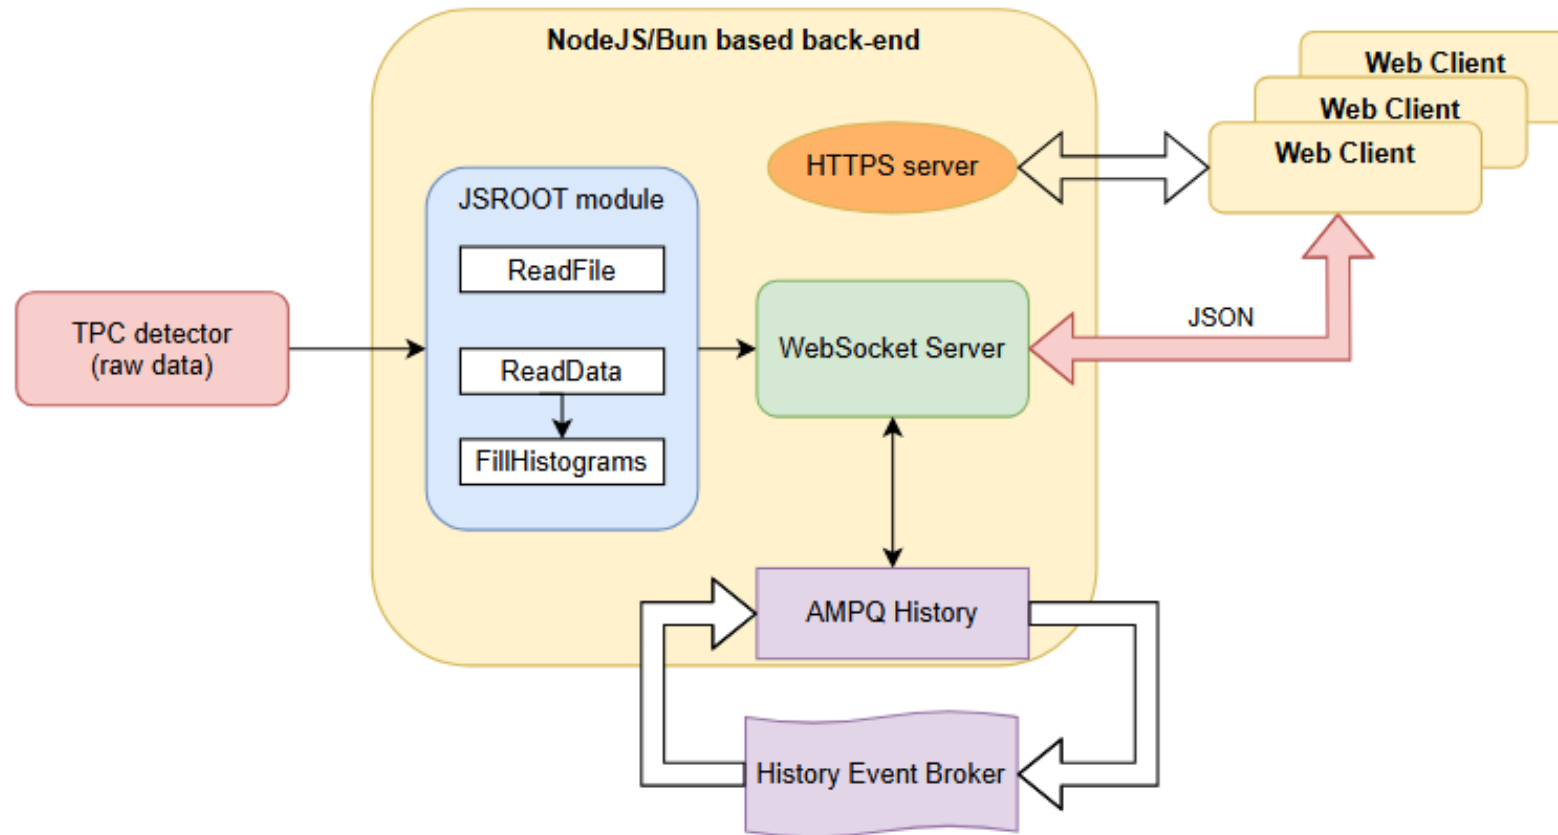 NodeJS/Bun based back-end
Web Client
Web Client
Web Client
HTTPS server
JSROOT module
ReadFile
TPC detector
(raw data)
ReadData
FillHistograms
WebSocket Server
JSON
AMPQ History
History Event Broker